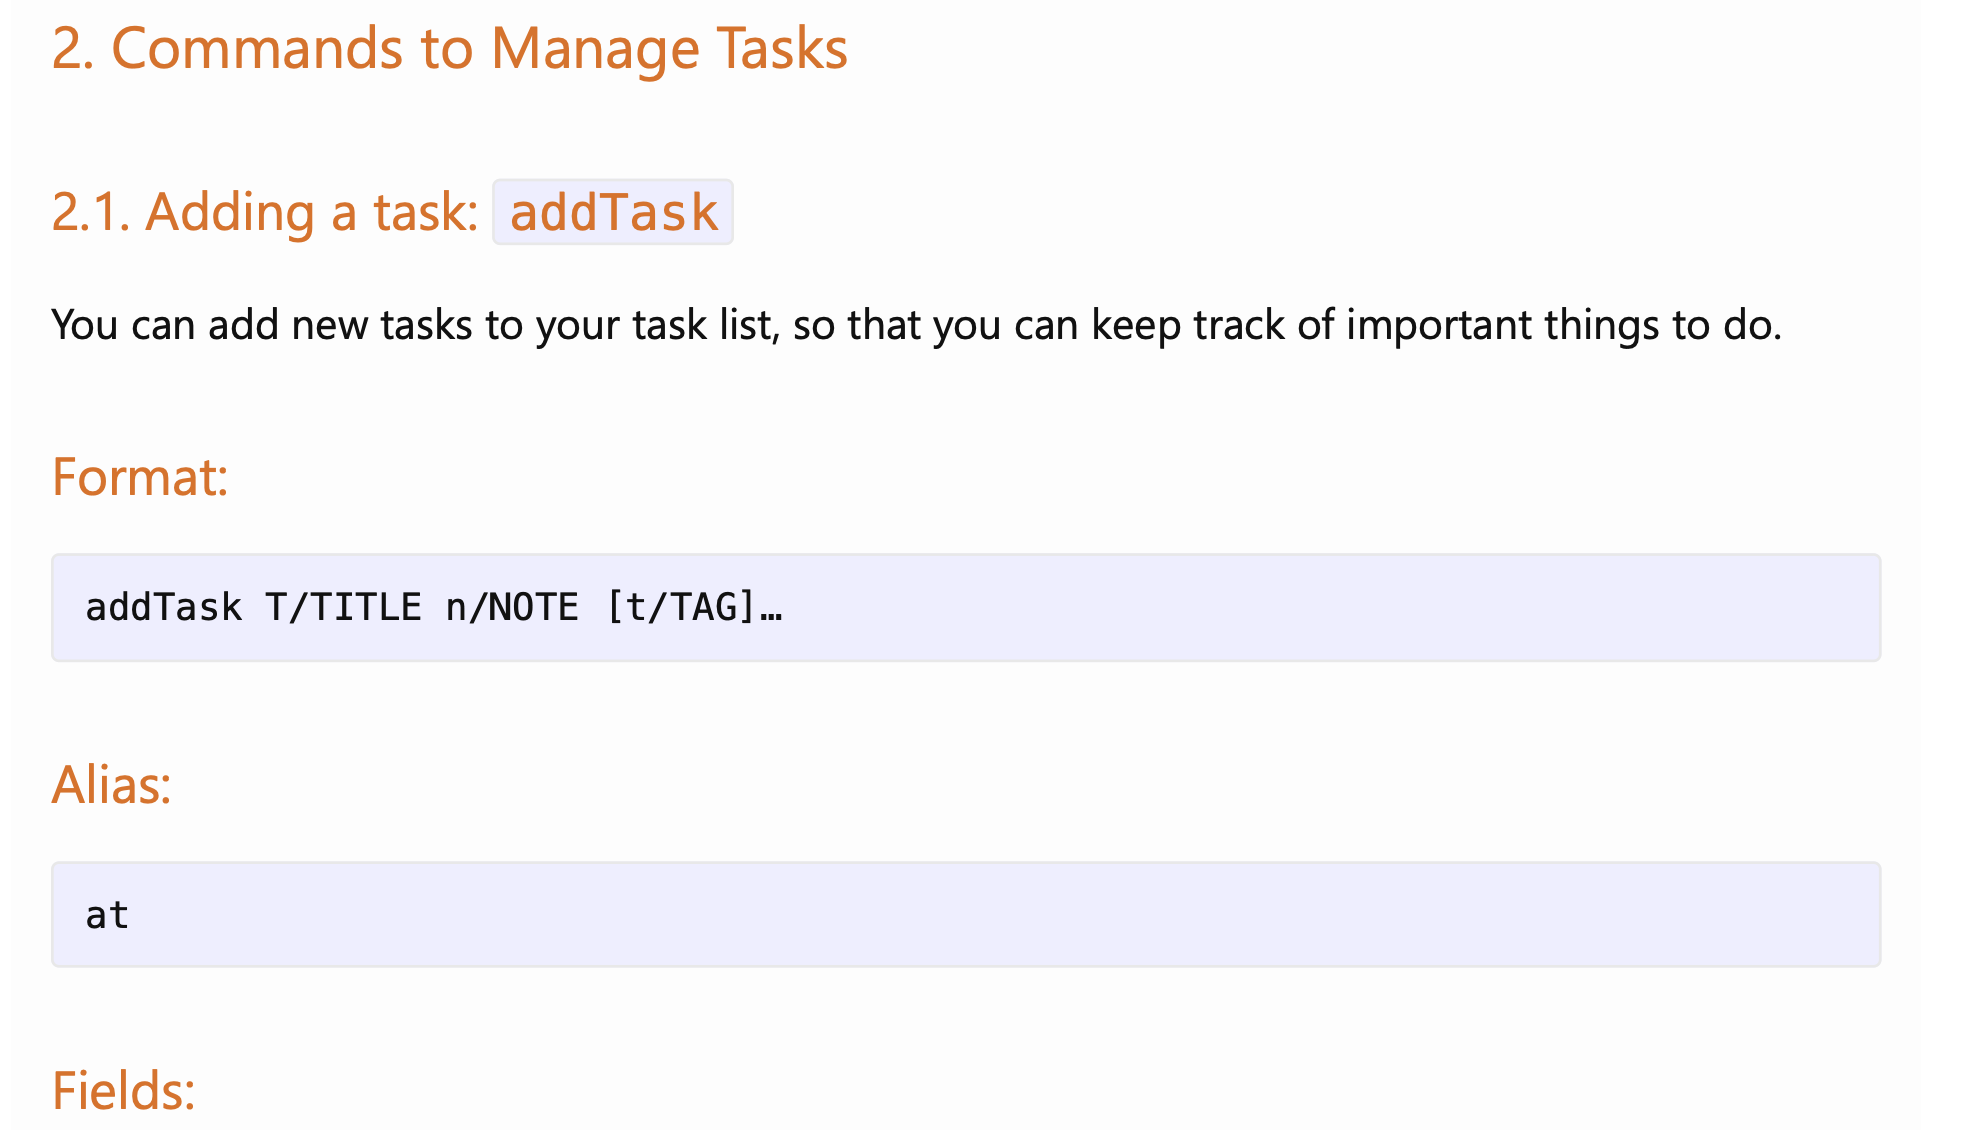 2. Commands to Manage Tasks
2.1. Adding a task: addTask
You can add new tasks to your task list, so that you can keep track of important things to do.
Format:
addTask T/TITLE n/NOTE [t/TAG]…
Alias:
at
Fields: